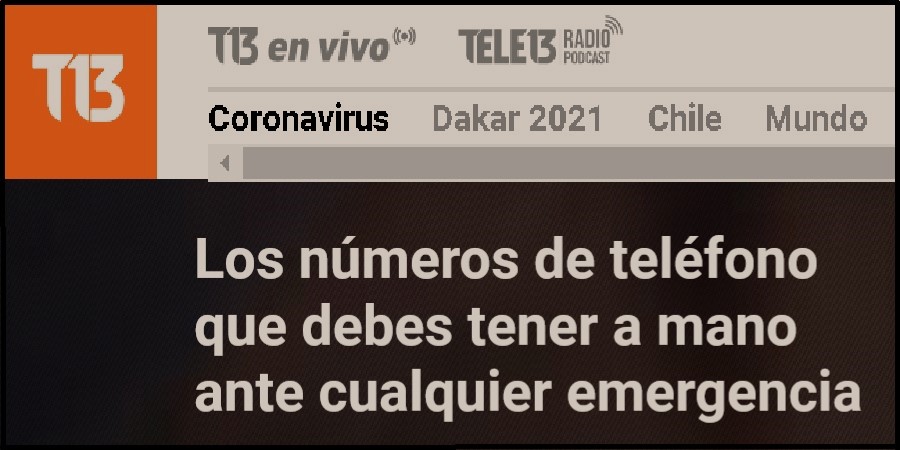 T13
T13 en vivo
TELE13 RADIO PODCAST
Coronavirus Dakar 2021 Chile Mundo
Los números de teléfono
que debes tener a mano
ante cualquier emergencia